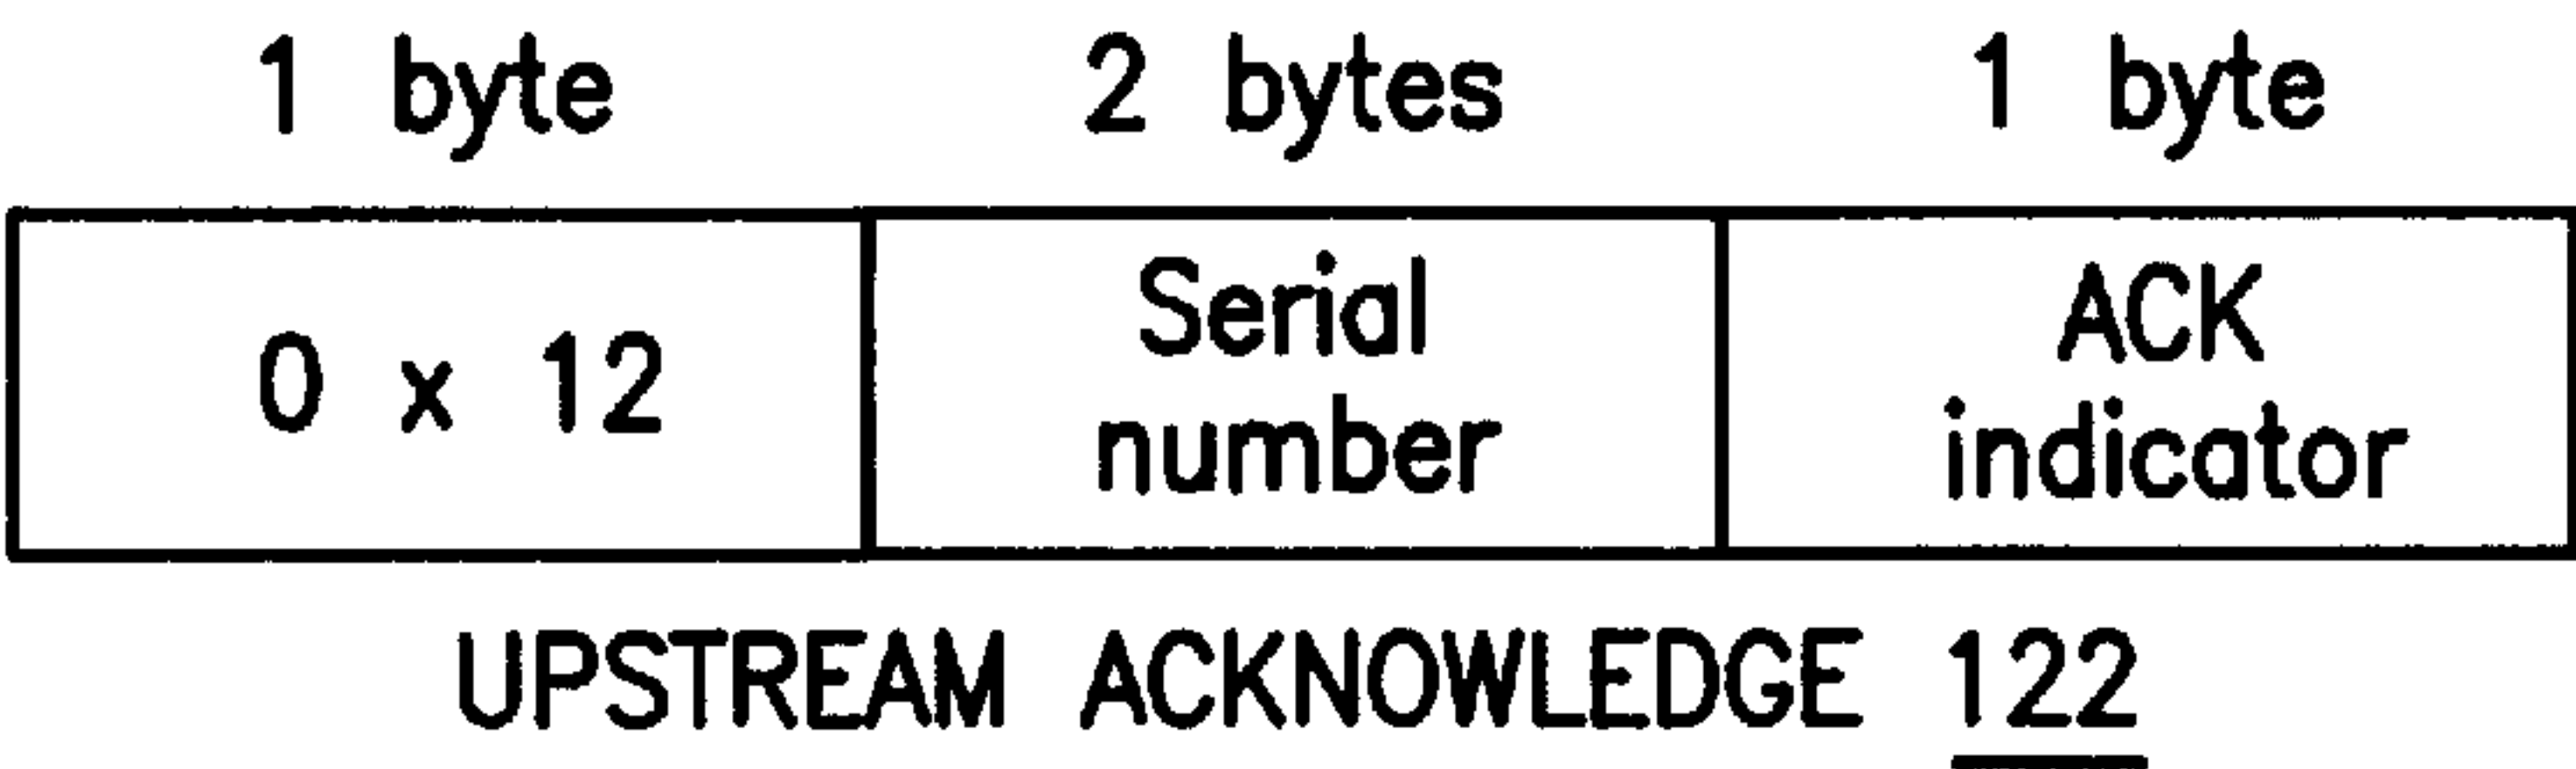 1 byte 2 bytes 1 byte
0 x 12
Serial
number
ACK
indicator
UPSTREAM ACKNOWLEDGE 122